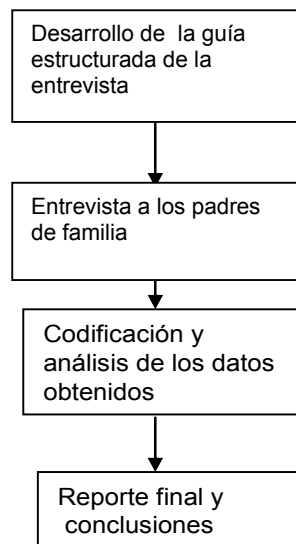 Desarrollo de la guía
estructurada de la
entrevista
Entrevista a los padres
de familia
Codificación y
análisis de los datos
obtenidos
Reporte final y
conclusiones